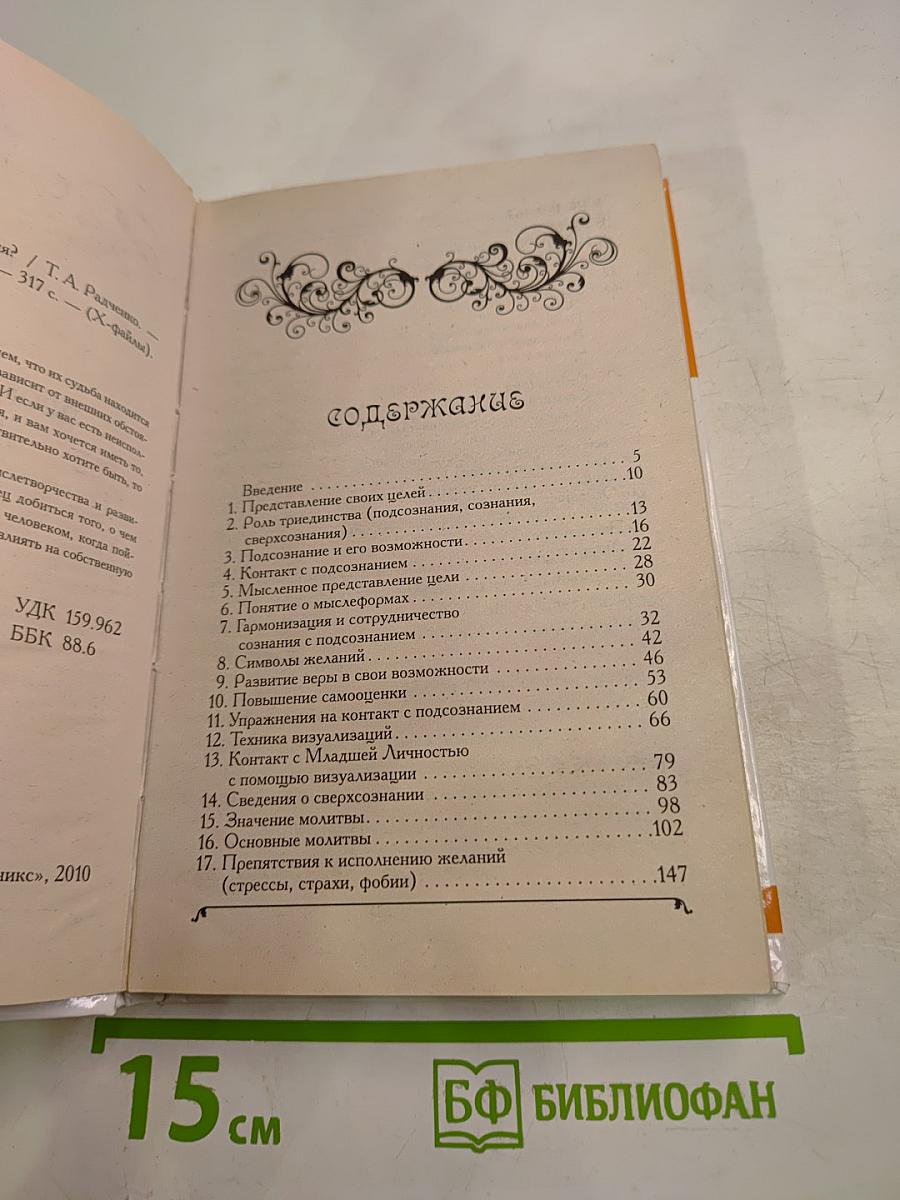 я? / Т. А. Радченко. —
— 317 с. — (Х-файлы).
ем, что их судьба находится
зависит от внешних обстоя-
И если у вас есть неиспол-
я, и вам хочется иметь то,
ствительно хотите быть, то
ыслетворчества и разви-
ец добиться того, о чем
человеком, когда пой-
влиять на собственную
УДК 159.962
ББК 88.6
никс», 2010
СОДЕРЖАНИЕ
Введение . . . . . . . . . . 5
1. Представление своих целей . . . . . . . . . . 10
2. Роль триединства (подсознания, сознания,
сверхсознания) . . . . . . . . . . 13
3. Подсознание и его возможности . . . . . . . . . . 16
4. Контакт с подсознанием . . . . . . . . . . 22
5. Мысленное представление цели . . . . . . . . . . 28
6. Понятие о мыслеформах . . . . . . . . . . 30
7. Гармонизация и сотрудничество
сознания с подсознанием . . . . . . . . . . 32
8. Символы желаний . . . . . . . . . . 42
9. Развитие веры в свои возможности . . . . . . . . . . 46
10. Повышение самооценки . . . . . . . . . . 53
11. Упражнения на контакт с подсознанием . . . . . . . . . . 60
12. Техника визуализаций . . . . . . . . . . 66
13. Контакт с Младшей Личностью
с помощью визуализации . . . . . . . . . . 79
14. Сведения о сверхсознании . . . . . . . . . . 83
15. Значение молитвы . . . . . . . . . . 98
16. Основные молитвы . . . . . . . . . . 102
17. Препятствия к исполнению желаний
(стрессы, страхи, фобии) . . . . . . . . . . 147
15 см
БФ БИБЛИОФАН